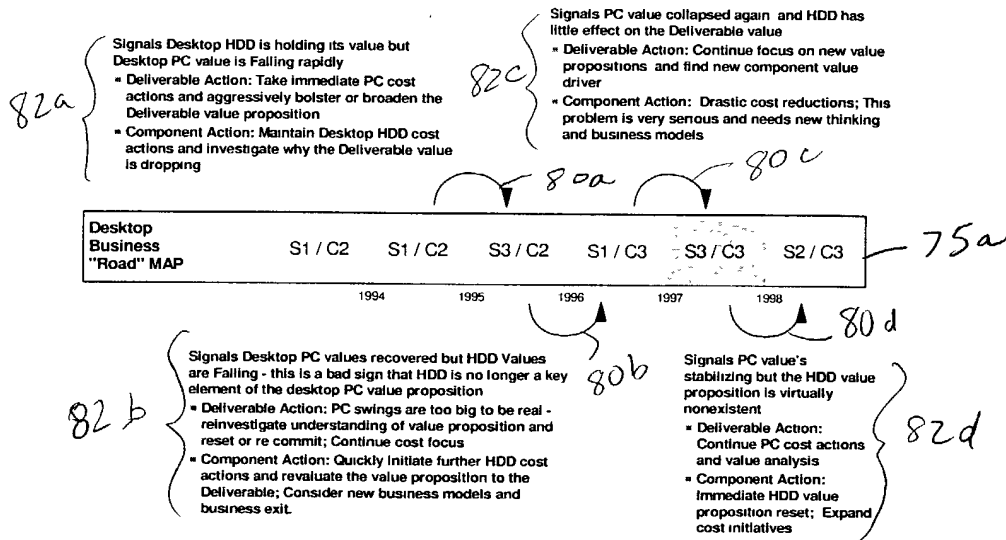 Signals Desktop HDD is holding its value but
Desktop PC value is Falling rapidly
▪ Deliverable Action: Take immediate PC cost
actions and aggressively bolster or broaden the
Deliverable value proposition
▪ Component Action: Maintain Desktop HDD cost
actions and investigate why the Deliverable value
is dropping
82a
Signals PC value collapsed again and HDD has
little effect on the Deliverable value
▪ Deliverable Action: Continue focus on new value
propositions and find new component value
driver
▪ Component Action: Drastic cost reductions; This
problem is very serious and needs new thinking
and business models
82c
80a
80c
Desktop
Business
"Road" MAP
S1 / C2 S1 / C2 S3 / C2 S1 / C3 S3 / C3 S2 / C3
75a
1994 1995 1996 1997 1998
80b
80d
Signals Desktop PC values recovered but HDD Values
are Falling - this is a bad sign that HDD is no longer a key
element of the desktop PC value proposition
▪ Deliverable Action: PC swings are too big to be real -
reinvestigate understanding of value proposition and
reset or re commit; Continue cost focus
▪ Component Action: Quickly Initiate further HDD cost
actions and revaluate the value proposition to the
Deliverable; Consider new business models and
business exit.
82b
Signals PC value's
stabilizing but the HDD value
proposition is virtually
nonexistent
▪ Deliverable Action:
Continue PC cost actions
and value analysis
▪ Component Action:
Immediate HDD value
proposition reset; Expand
cost initiatives
82d